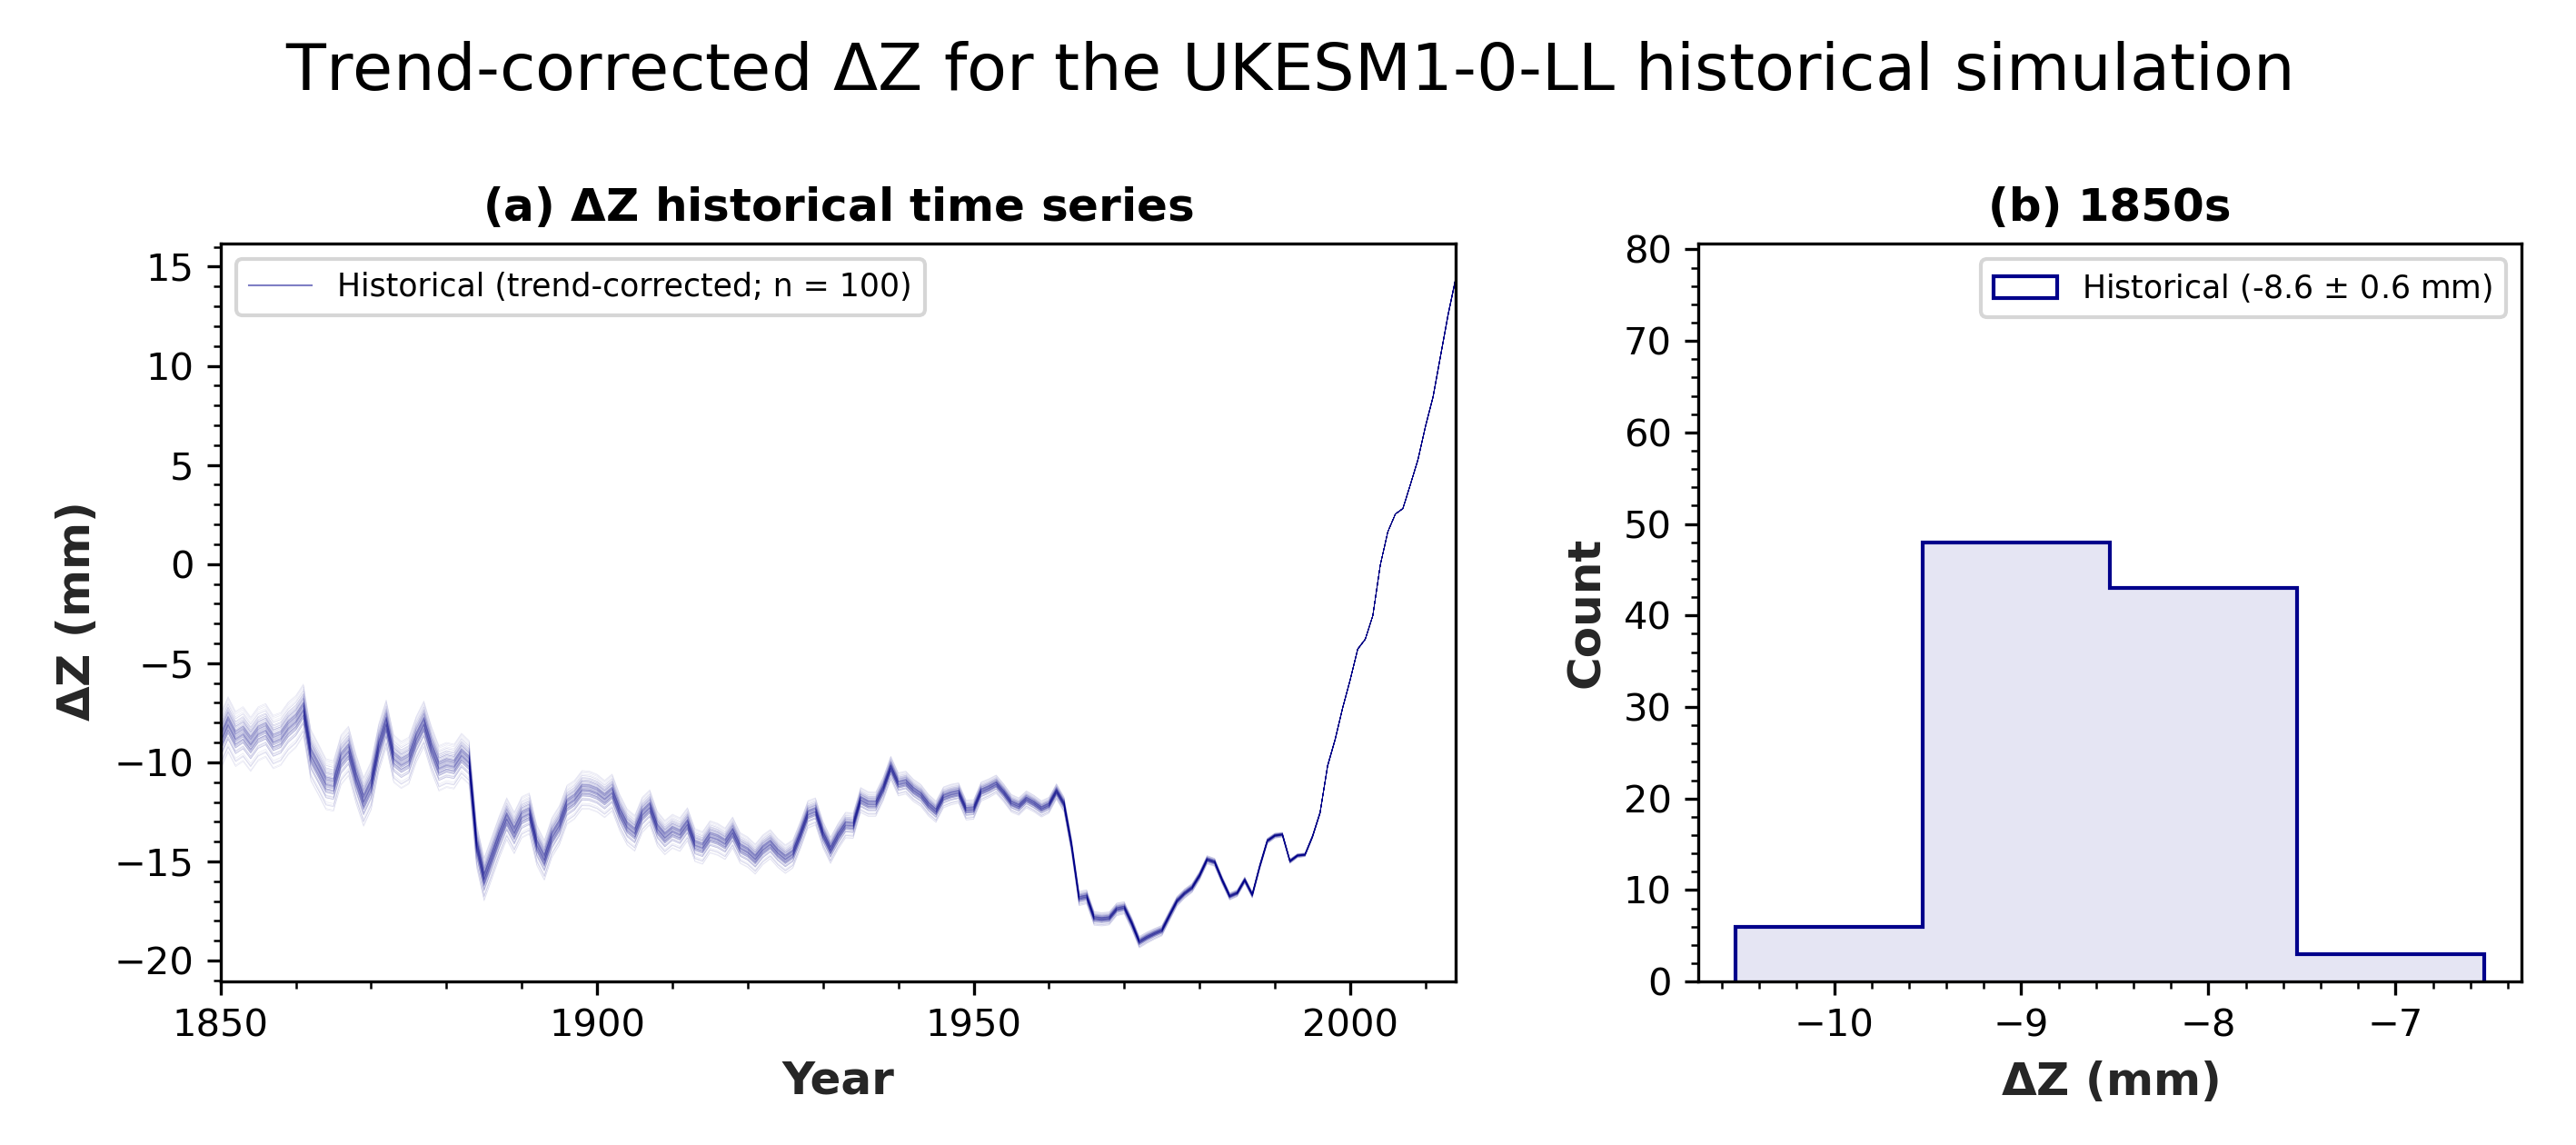 Trend-corrected ΔZ for the UKESM1-0-LL historical simulation
(a) ΔZ historical time series
Historical (trend-corrected; n = 100)
ΔZ (mm)
15
10
5
0
−5
−10
−15
−20
1850
1900
1950
2000
Year
(b) 1850s
Historical (-8.6 ± 0.6 mm)
Count
80
70
60
50
40
30
20
10
0
−10
−9
−8
−7
ΔZ (mm)